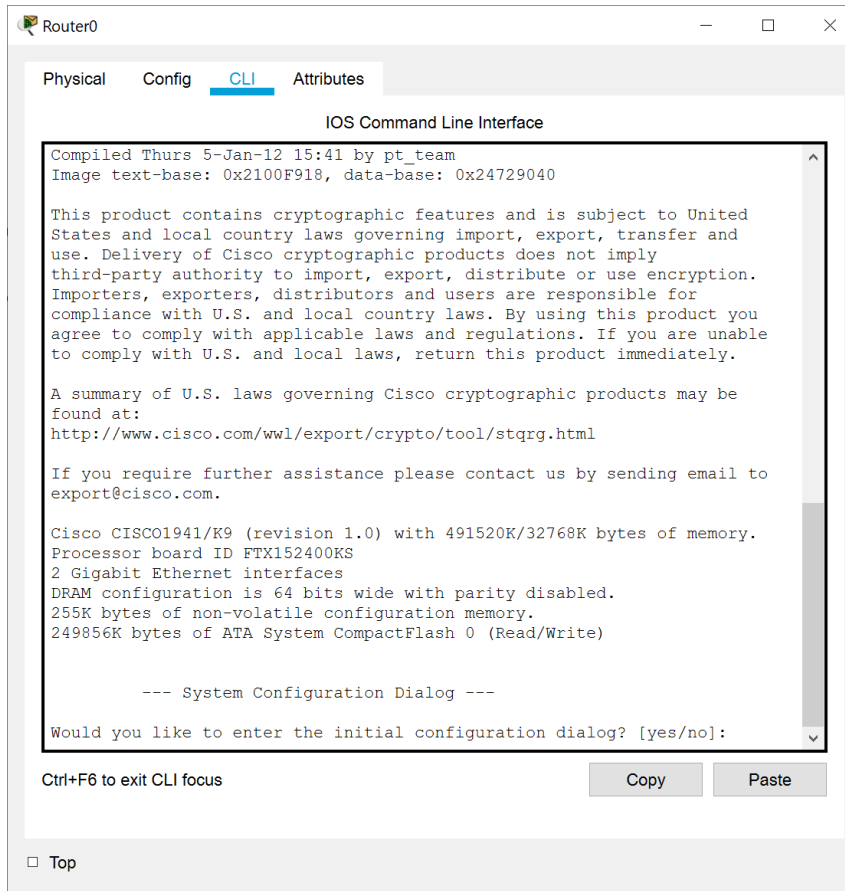 Router0
Physical Config CLI Attributes
IOS Command Line Interface
Compiled Thurs 5-Jan-12 15:41 by pt_team
Image text-base: 0x2100F918, data-base: 0x24729040
This product contains cryptographic features and is subject to United
States and local country laws governing import, export, transfer and
use. Delivery of Cisco cryptographic products does not imply
third-party authority to import, export, distribute or use encryption.
Importers, exporters, distributors and users are responsible for
compliance with U.S. and local country laws. By using this product you
agree to comply with applicable laws and regulations. If you are unable
to comply with U.S. and local laws, return this product immediately.
A summary of U.S. laws governing Cisco cryptographic products may be
found at:
http://www.cisco.com/wwl/export/crypto/tool/stqrg.html
If you require further assistance please contact us by sending email to
export@cisco.com.
Cisco CISCO1941/K9 (revision 1.0) with 491520K/32768K bytes of memory.
Processor board ID FTX152400KS
2 Gigabit Ethernet interfaces
DRAM configuration is 64 bits wide with parity disabled.
255K bytes of non-volatile configuration memory.
249856K bytes of ATA System CompactFlash 0 (Read/Write)
--- System Configuration Dialog ---
Would you like to enter the initial configuration dialog? [yes/no]:
Ctrl+F6 to exit CLI focus
Copy Paste
Top